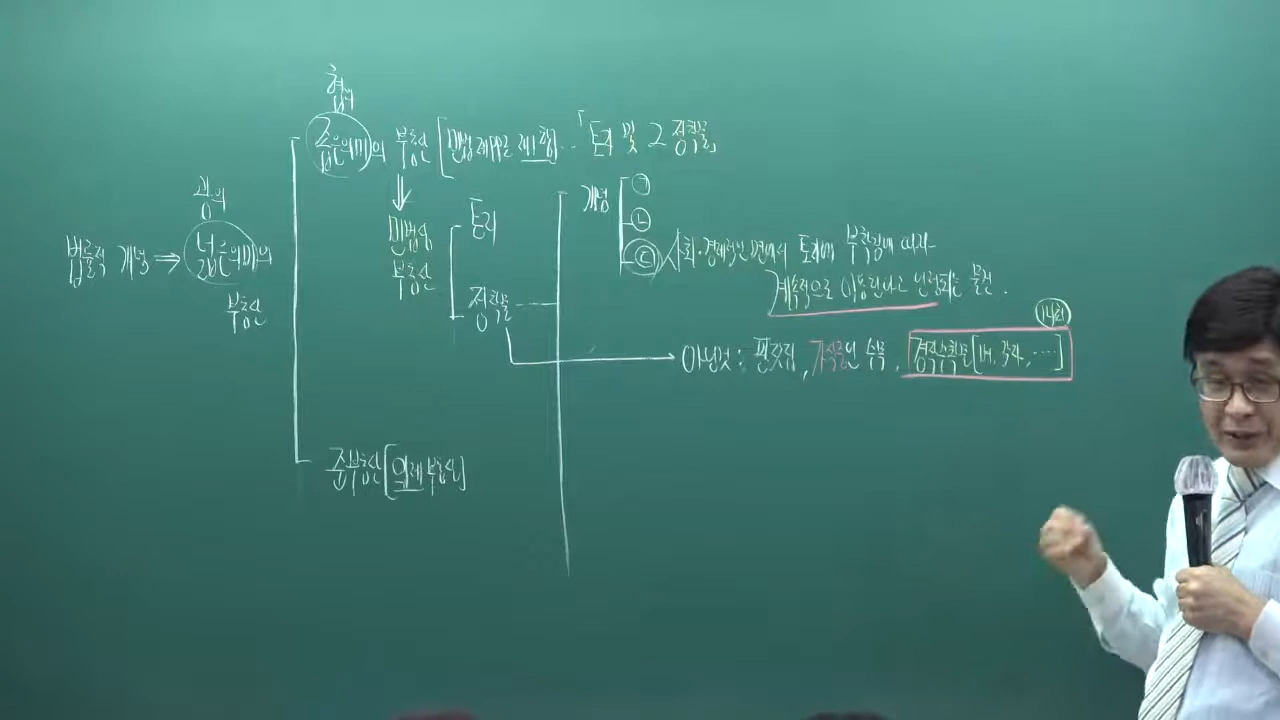 협의
좁은의미의 부동산 [민법 제99조 제1항] ‥ 「토지 및 그 정착물」
광의
법률적 개념 ⇒ 넓은의미의
부동산
⇓
민법상
부동산
토지
정착물
개념
㉠
㉡
㉢ 사회·경제적인 면에서 토지에 부착되어
계속적으로 이용된다고 인정되는 물건.
14회
아닌것 : 판잣집, 가식중인 수목, 경작수확물[벼, 감자, ‥‥]
준부동산[의제부동산]